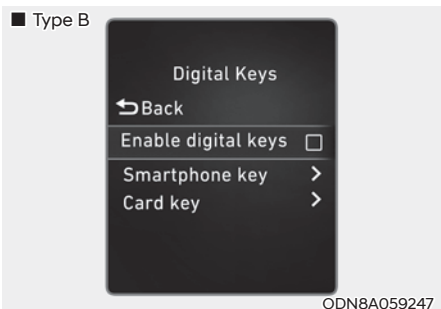 ■ Type B
Digital Keys
Back
Enable digital keys
Smartphone key
Card key
ODN8A059247